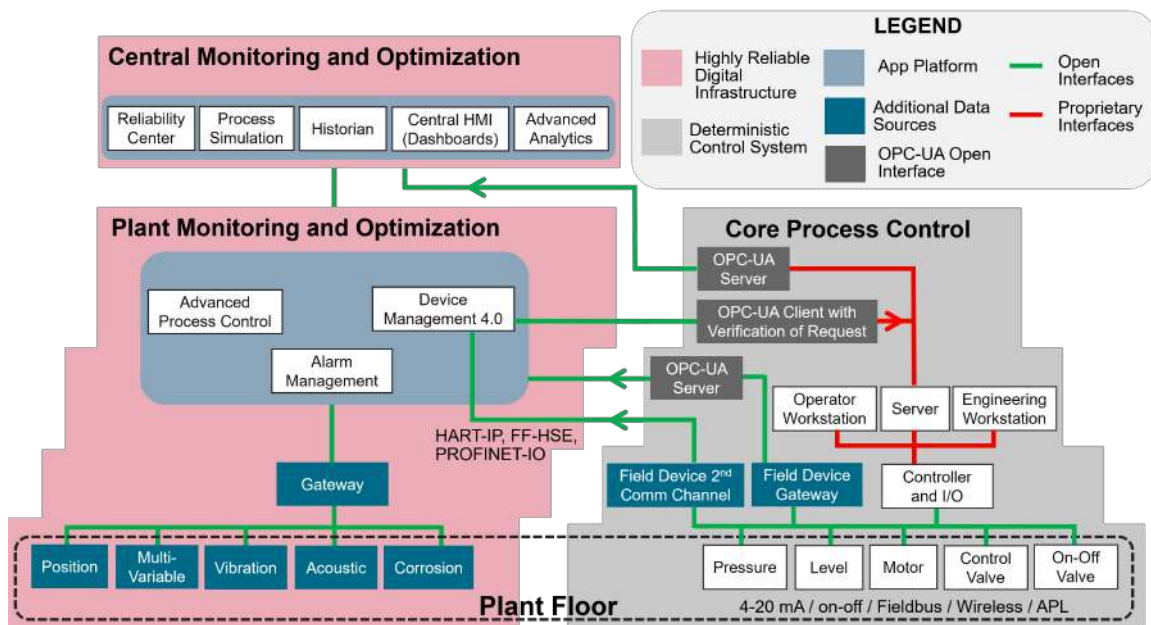 LEGEND
Highly Reliable
Digital
Infrastructure
App Platform
Open
Interfaces
Deterministic
Control System
Additional Data
Sources
Proprietary
Interfaces
OPC-UA Open
Interface
Central Monitoring and Optimization
Reliability
Center
Process
Simulation
Historian
Central HMI
(Dashboards)
Advanced
Analytics
Plant Monitoring and Optimization
Advanced
Process Control
Device
Management 4.0
Alarm
Management
HART-IP, FF-HSE,
PROFINET-IO
Gateway
Position
Multi-
Variable
Vibration
Acoustic
Corrosion
Core Process Control
OPC-UA
Server
OPC-UA Client with
Verification of Request
OPC-UA
Server
Operator
Workstation
Server
Engineering
Workstation
Field Device 2nd
Comm Channel
Field Device
Gateway
Controller
and I/O
Pressure
Level
Motor
Control
Valve
On-Off
Valve
Plant Floor
4-20 mA / on-off / Fieldbus / Wireless / APL